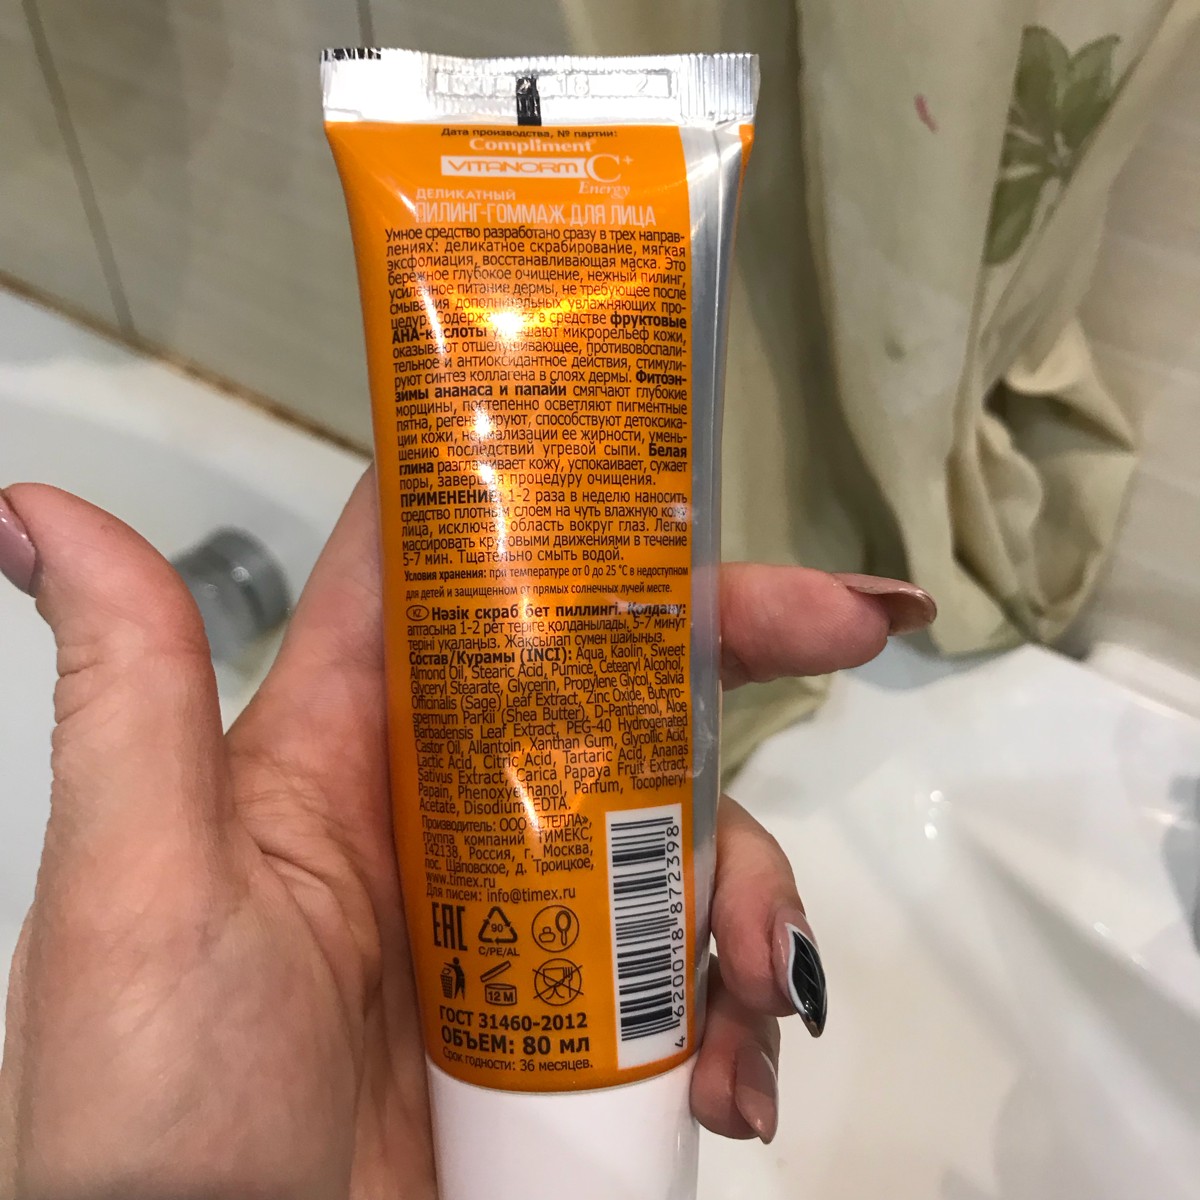 18 2
Дата производства, № партии:
Compliment
VITANORM C+
Energy
ДЕЛИКАТНЫЙ
ПИЛИНГ-ГОММАЖ ДЛЯ ЛИЦА
Умное средство разработано сразу в трех направ-
лениях: деликатное скрабирование, мягкая
эксфолиация, восстанавливающая маска. Это
бережное глубокое очищение, нежный пилинг,
усиленное питание дермы, не требующее после
смывания дополнительных увлажняющих про-
цедур. Содержащиеся в средстве фруктовые
АНА-кислоты улучшают микрорельеф кожи,
оказывают отшелушивающее, противовоспали-
тельное и антиоксидантное действия, стимули-
руют синтез коллагена в слоях дермы. Фитоэн-
зимы ананаса и папайи смягчают глубокие
морщины, постепенно осветляют пигментные
пятна, регенерируют, способствуют детоксика-
ции кожи, нормализации ее жирности, умень-
шению последствий угревой сыпи. Белая
глина разглаживает кожу, успокаивает, сужает
поры, завершая процедуру очищения.
ПРИМЕНЕНИЕ: 1-2 раза в неделю наносить
средство плотным слоем на чуть влажную кожу
лица, исключая область вокруг глаз. Легко
массировать круговыми движениями в течение
5-7 мин. Тщательно смыть водой.
Условия хранения: при температуре от 0 до 25 °С в недоступном
для детей и защищенном от прямых солнечных лучей месте.
KZ Нәзік скраб бет пиллингі. Қолдану:
аптасына 1-2 рет теріге қолданылады. 5-7 минут
теріні уқалаңыз. Жақсылап сумен шайыңыз.
Состав/Курамы (INCI): Aqua, Kaolin, Sweet
Almond Oil, Stearic Acid, Pumice, Cetearyl Alcohol,
Glyceryl Stearate, Glycerin, Propylene Glycol, Salvia
Officinalis (Sage) Leaf Extract, Zinc Oxide, Butyro-
spermum Parkii (Shea Butter), D-Panthenol, Aloe
Barbadensis Leaf Extract, PEG-40 Hydrogenated
Castor Oil, Allantoin, Xanthan Gum, Glycolic Acid,
Lactic Acid, Citric Acid, Tartaric Acid, Ananas
Sativus Extract, Carica Papaya Fruit Extract,
Papain, Phenoxyethanol, Parfum, Tocopheryl
Acetate, Disodium EDTA.
Производитель: ООО «СТЕЛЛА»,
группа компаний ТИМЕКС,
142138, Россия, г. Москва,
пос. Щаповское, д. Троицкое,
www.timex.ru
Для писем: info@timex.ru
EAC
90
C/PE/AL
12 M
ГОСТ 31460-2012
ОБЪЕМ: 80 мл
Срок годности: 36 месяцев.
4 620018 872398